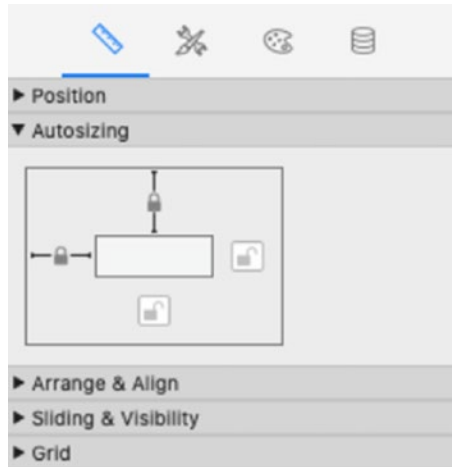 Position
Autosizing
Arrange & Align
Sliding & Visibility
Grid